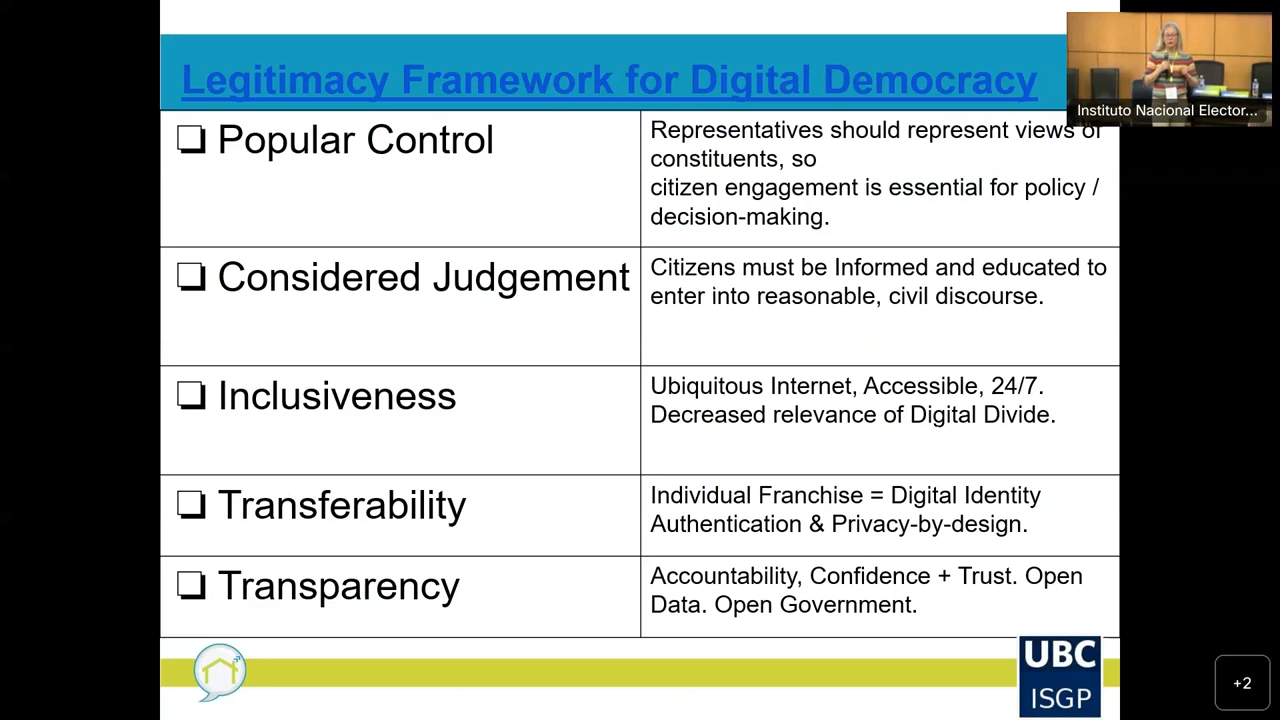 Legitimacy Framework for Digital Democracy
Instituto Nacional Elector...
Popular Control
Representatives should represent views of
constituents, so
citizen engagement is essential for policy /
decision-making.
Considered Judgement
Citizens must be Informed and educated to
enter into reasonable, civil discourse.
Inclusiveness
Ubiquitous Internet, Accessible, 24/7.
Decreased relevance of Digital Divide.
Transferability
Individual Franchise = Digital Identity
Authentication & Privacy-by-design.
Transparency
Accountability, Confidence + Trust. Open
Data. Open Government.
UBC
ISGP
+2